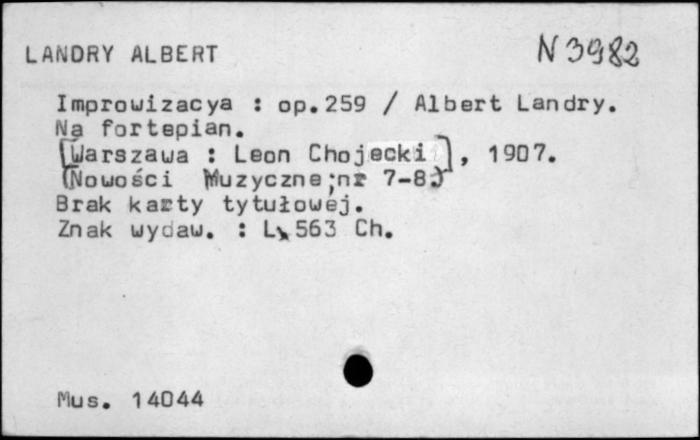 LANDRY ALBERT
N 3982
Improwizacya : op.259 / Albert Landry.
Na fortepian.
[Warszawa : Leon Chojecki], 1907.
(Nowości Muzyczne;nr 7-8)
Brak karty tytułowej.
Znak wydaw. : L 563 Ch.
Mus. 14044